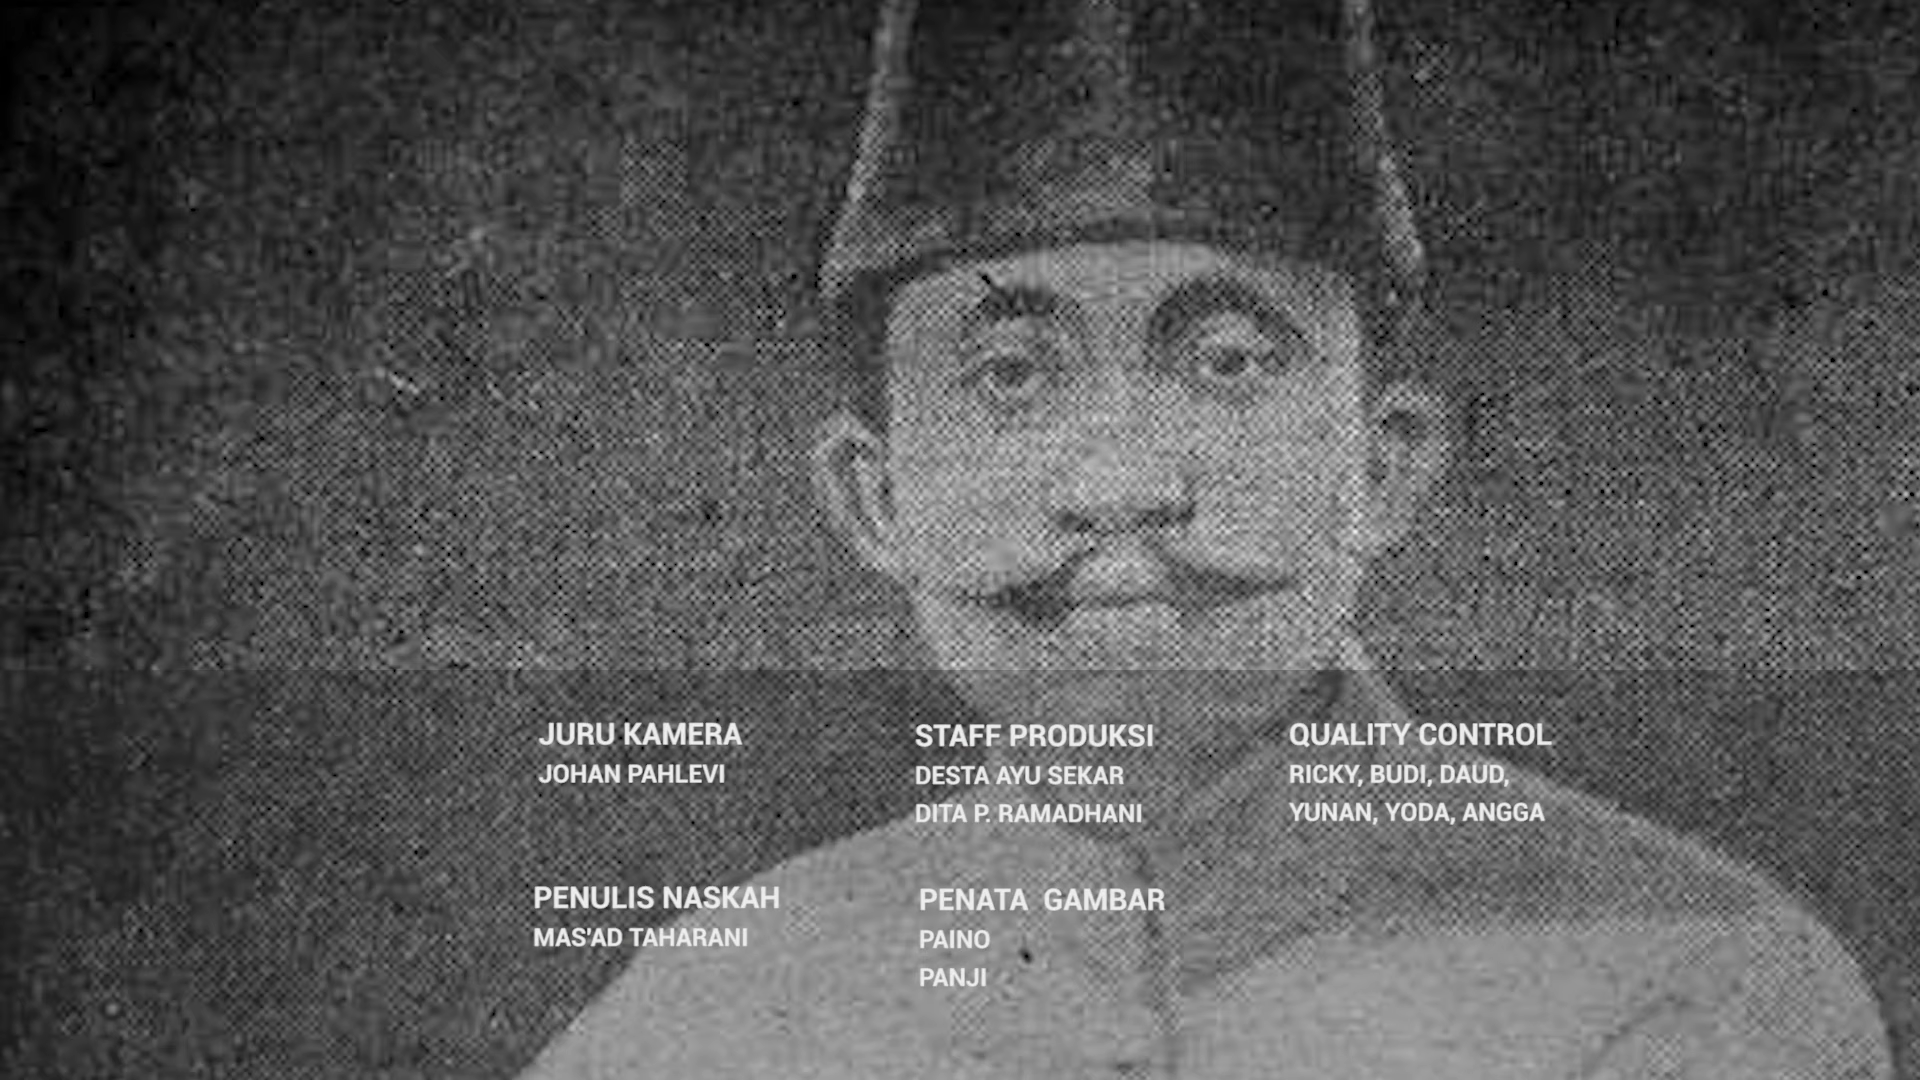 JURU KAMERA
JOHAN PAHLEVI
STAFF PRODUKSI
DESTA AYU SEKAR
DITA P. RAMADHANI
QUALITY CONTROL
RICKY, BUDI, DAUD,
YUNAN, YODA, ANGGA
PENULIS NASKAH
MAS'AD TAHARANI
PENATA GAMBAR
PAINO
PANJI